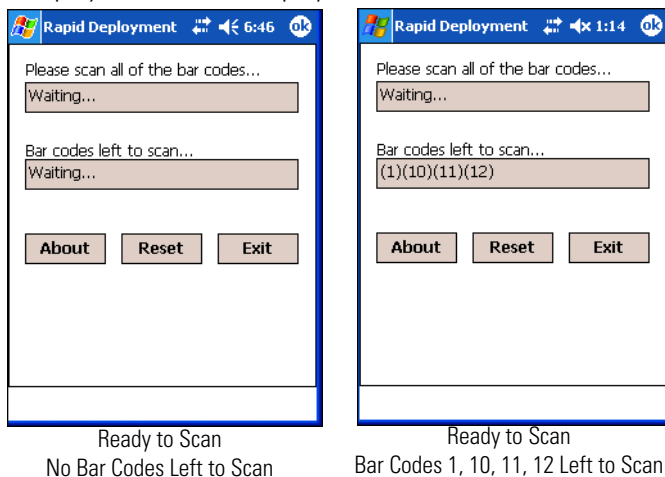 Rapid Deployment 6:46 ok
Please scan all of the bar codes...
Waiting...
Bar codes left to scan...
Waiting...
About Reset Exit
Ready to Scan
No Bar Codes Left to Scan
Rapid Deployment 1:14 ok
Please scan all of the bar codes...
Waiting...
Bar codes left to scan...
(1)(10)(11)(12)
About Reset Exit
Ready to Scan
Bar Codes 1, 10, 11, 12 Left to Scan